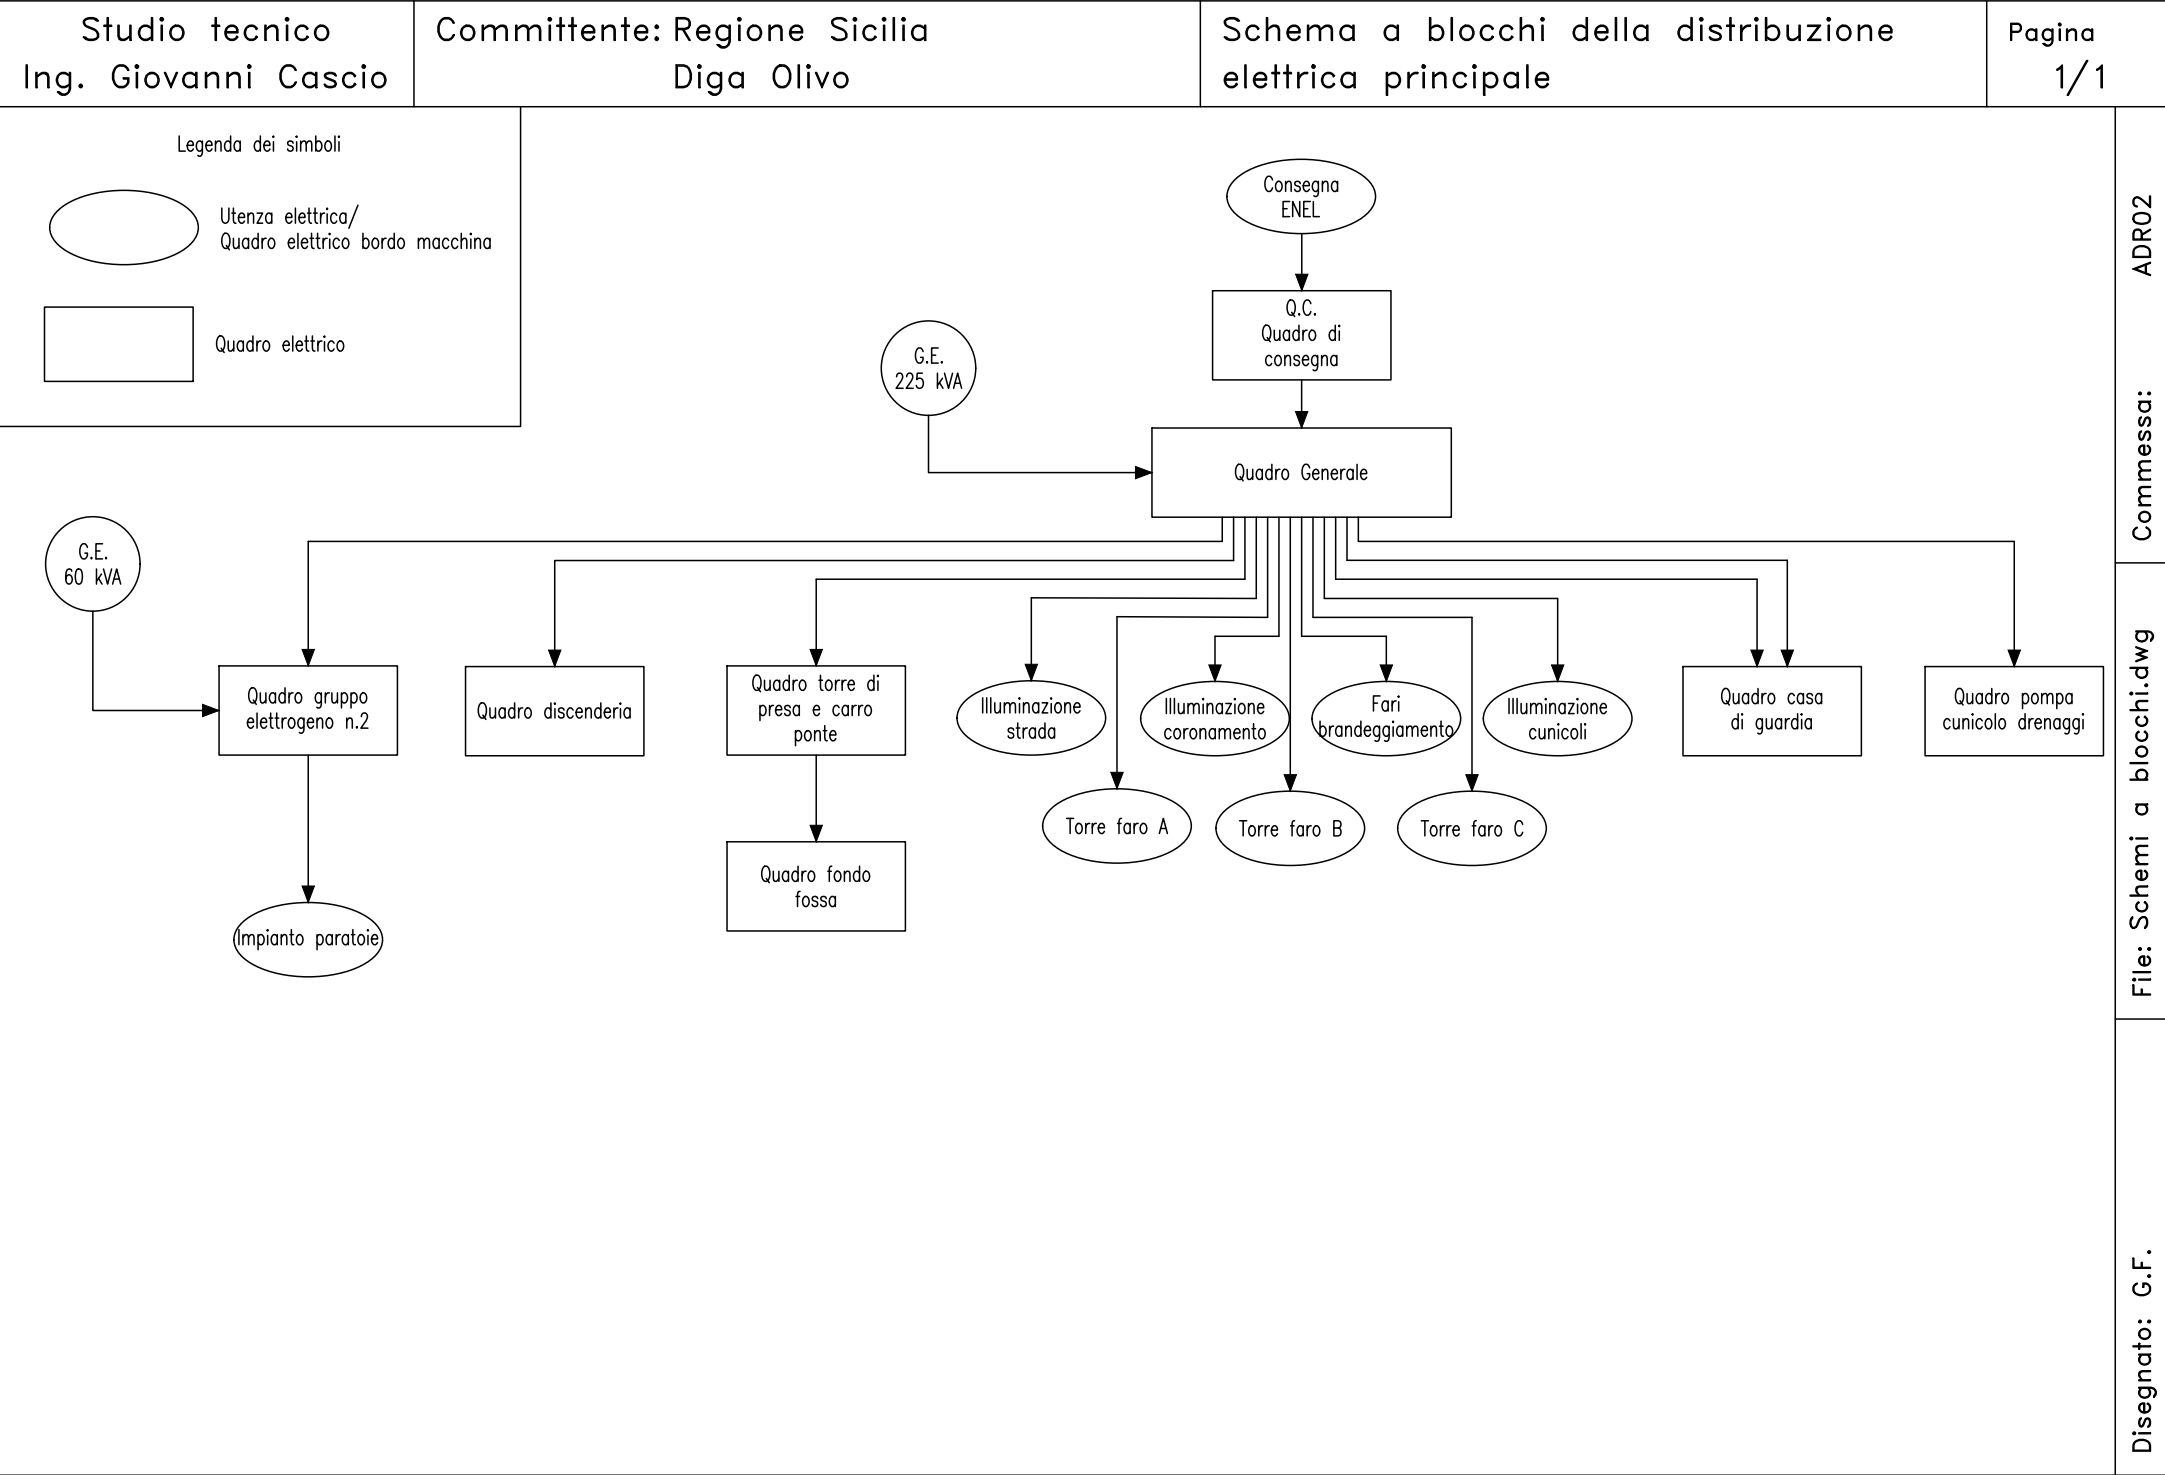 Studio tecnico
Ing. Giovanni Cascio
Committente: Regione Sicilia
Diga Olivo
Schema a blocchi della distribuzione
elettrica principale
Pagina
1/1
Legenda dei simboli
Utenza elettrica/
Quadro elettrico bordo macchina
Quadro elettrico
Consegna
ENEL
Q.C.
Quadro di
consegna
G.E.
225 kVA
Quadro Generale
G.E.
60 kVA
Quadro gruppo
elettrogeno n.2
Quadro discenderia
Quadro torre di
presa e carro
ponte
Illuminazione
strada
Illuminazione
coronamento
Fari
brandeggiamento
Illuminazione
cunicoli
Quadro casa
di guardia
Quadro pompa
cunicolo drenaggi
Torre faro A
Torre faro B
Torre faro C
Quadro fondo
fossa
Impianto paratoie
Commessa: ADR02
File: Schemi a blocchi.dwg
Disegnato: G.F.